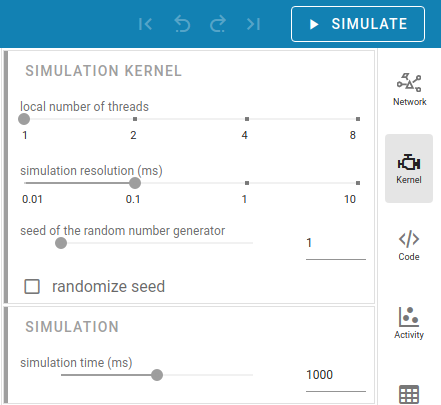 SIMULATE
SIMULATION KERNEL
local number of threads
1 2 4 8
simulation resolution (ms)
0.01 0.1 1 10
seed of the random number generator
1
randomize seed
SIMULATION
simulation time (ms)
1000
Network
Kernel
Code
Activity